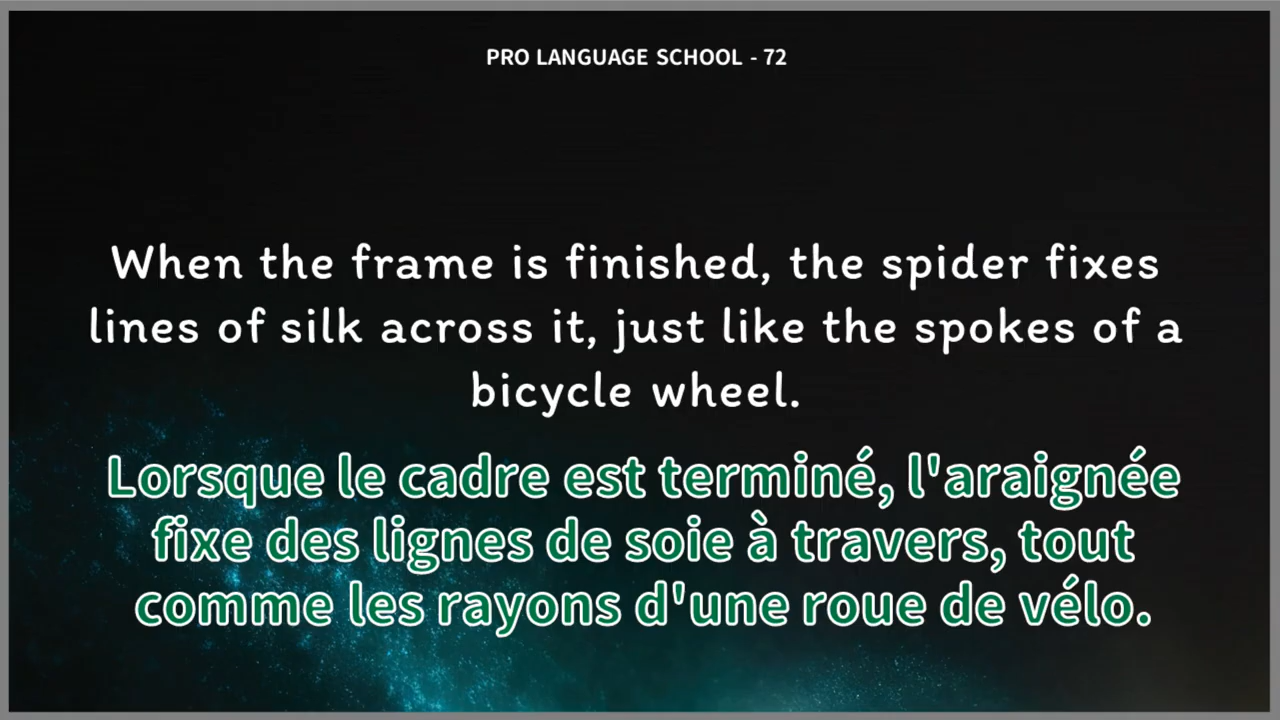 PRO LANGUAGE SCHOOL - 72
When the frame is finished, the spider fixes
lines of silk across it, just like the spokes of a
bicycle wheel.
Lorsque le cadre est terminé, l'araignée
fixe des lignes de soie à travers, tout
comme les rayons d'une roue de vélo.